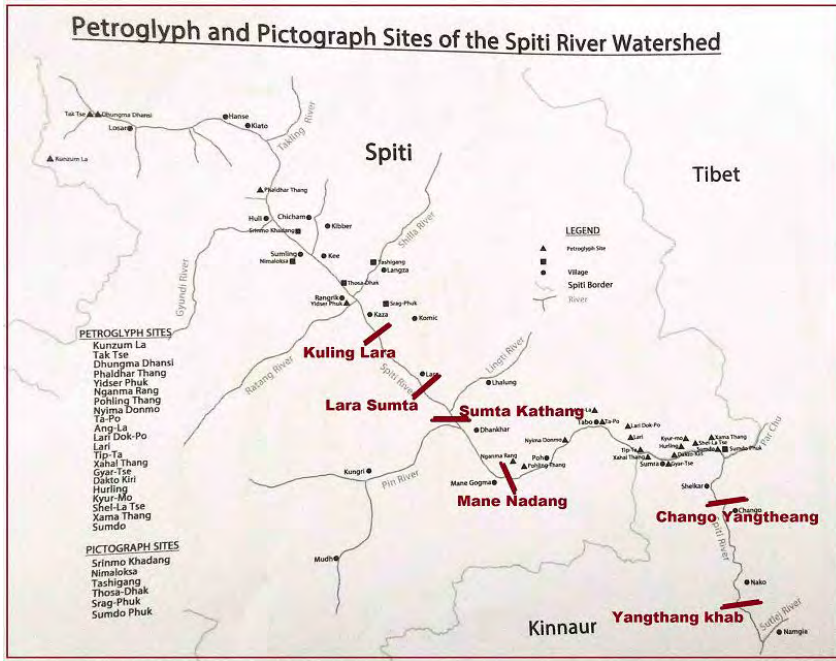 Petroglyph and Pictograph Sites of the Spiti River Watershed
Tak Tse
Dhungma Dhansi
Losar
Hanse
Kiato
Takling River
Kunzum La
Spiti
Tibet
Phaldhar Thang
Hull
Chicham
Kibber
Srinmo Khadang
Sumling
Nimaloksa
Kee
Shilla River
Tashigang
Langza
Gyundi River
Thosa-Dhak
Rangrik
Yidser Phuk
Srag-Phuk
Kaza
Komic
LEGEND
Petroglyph Site
Pictograph Site
Village
Spiti Border
River
PETROGLYPH SITES
Kunzum La
Tak Tse
Dhungma Dhansi
Phaldhar Thang
Yidser Phuk
Nganma Rang
Pohling Thang
Nyima Donmo
Ta-Po
Ang-La
Lari Dok-Po
Lari
Tip-Ta
Xahal Thang
Gyar-Tse
Dakto Kiri
Hurling
Kyur-Mo
Shel-La Tse
Xama Thang
Sumdo
PICTOGRAPH SITES
Srinmo Khadang
Nimaloksa
Tashigang
Thosa-Dhak
Srag-Phuk
Sumdo Phuk
Kuling Lara
Ratang River
Spiti River
Lara
Lara Sumta
Lingti River
Lhalung
Sumta Kathang
Dhankhar
Tabo
Ta-Po
Lari Dok-Po
Lari
Nyima Donmo
Nganma Rang
Poh
Pohling Thang
Mane Gogma
Mane Nadang
Kungri
Pin River
Mudh
Tip-Ta
Xahal Thang
Sumra
Gyar-Tse
Dakto Kiri
Kyur-mo
Hurling
Shel-La Tse
Xama Thang
Sumdo
Sumdo Phuk
Pare Chu
Shelkar
Chango Yangtheang
Chango
Spiti River
Nako
Yangthang khab
Sutlej River
Kinnaur
Namgia